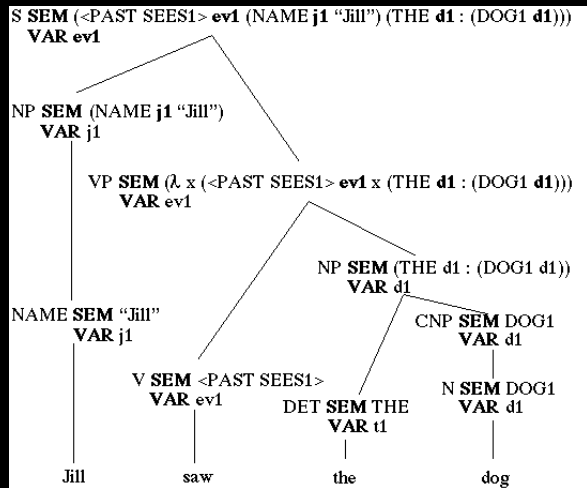 S SEM (<PAST SEES1> ev1 (NAME j1 “Jill”) (THE d1 : (DOG1 d1)))
VAR ev1
NP SEM (NAME j1 “Jill”)
VAR j1
VP SEM (λ x (<PAST SEES1> ev1 x (THE d1 : (DOG1 d1)))
VAR ev1
NP SEM (THE d1 : (DOG1 d1))
VAR d1
NAME SEM “Jill”
VAR j1
CNP SEM DOG1
VAR d1
V SEM <PAST SEES1>
VAR ev1
DET SEM THE
VAR t1
N SEM DOG1
VAR d1
Jill saw the dog